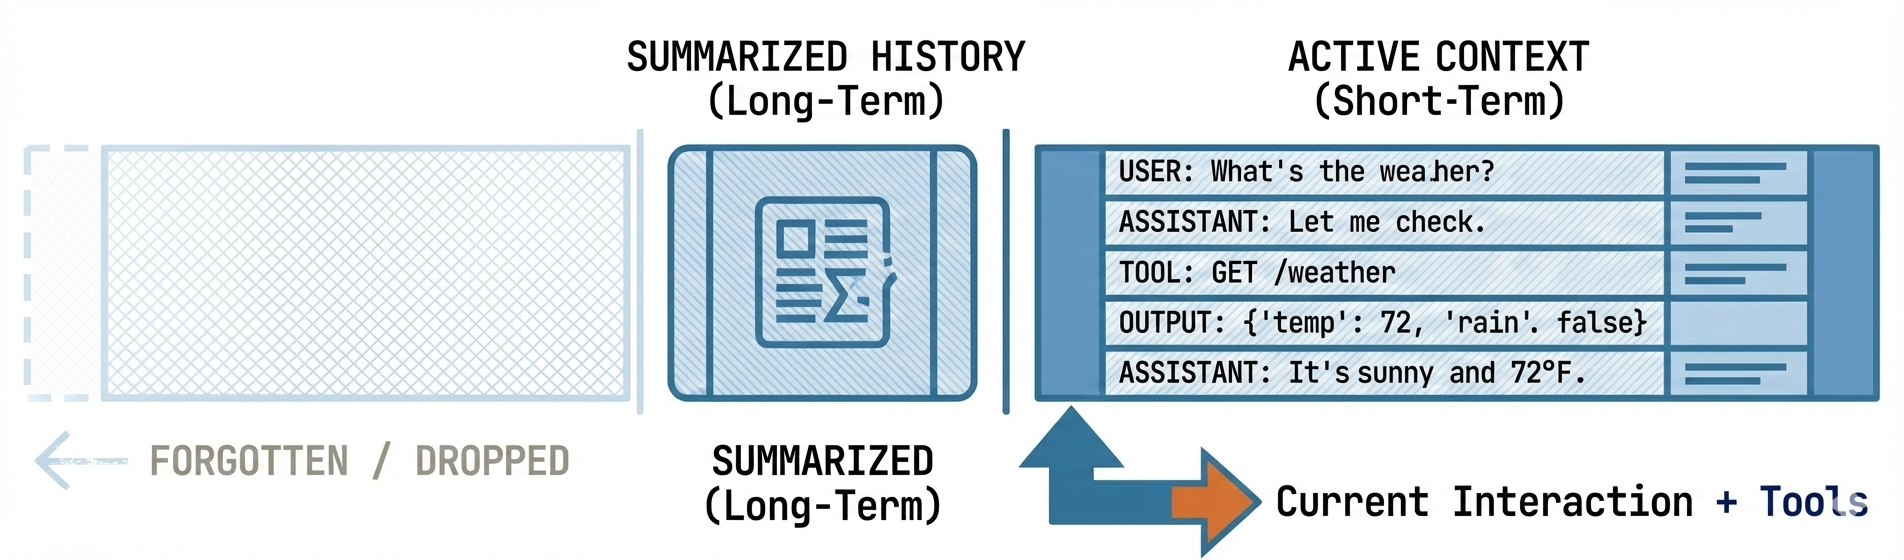 SUMMARIZED HISTORY
(Long-Term)
ACTIVE CONTEXT
(Short-Term)
USER: What's the wea.her?
ASSISTANT: Let me check.
TOOL: GET /weather
OUTPUT: {'temp': 72, 'rain'. false}
ASSISTANT: It's sunny and 72°F.
FORGOTTEN / DROPPED
SUMMARIZED
(Long-Term)
Current Interaction + Tools